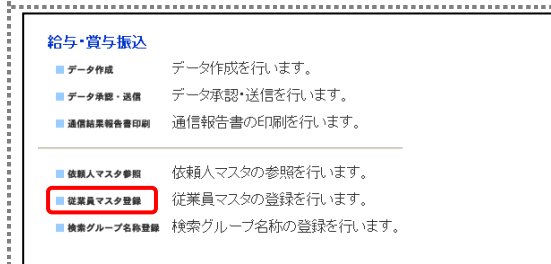 給与・賞与振込
データ作成 データ作成を行います。
データ承認・送信 データ承認・送信を行います。
通信結果報告書印刷 通信報告書の印刷を行います。
依頼人マスタ参照 依頼人マスタの参照を行います。
従業員マスタ登録 従業員マスタの登録を行います。
検索グループ名称登録 検索グループ名称の登録を行います。